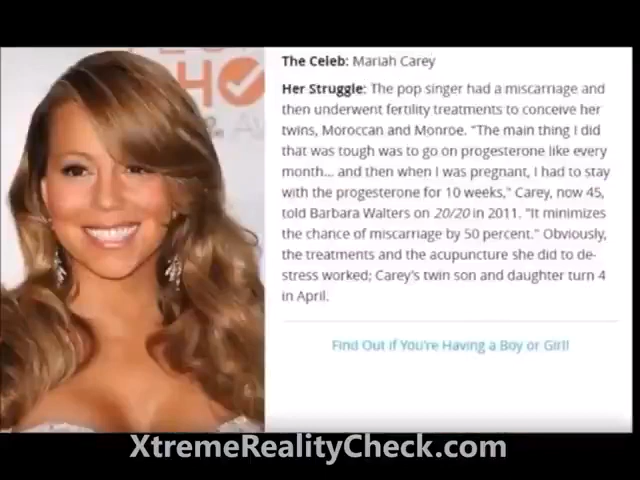 HO
The Celeb: Mariah Carey
Her Struggle: The pop singer had a miscarriage and
then underwent fertility treatments to conceive her
twins, Moroccan and Monroe. "The main thing I did
that was tough was to go on progesterone like every
month... and then when I was pregnant, I had to stay
with the progesterone for 10 weeks," Carey, now 45,
told Barbara Walters on 20/20 in 2011. "It minimizes
the chance of miscarriage by 50 percent." Obviously,
the treatments and the acupuncture she did to de-
stress worked; Carey's twin son and daughter turn 4
in April.
Find Out if You're Having a Boy or Girl!
XtremeRealityCheck.com